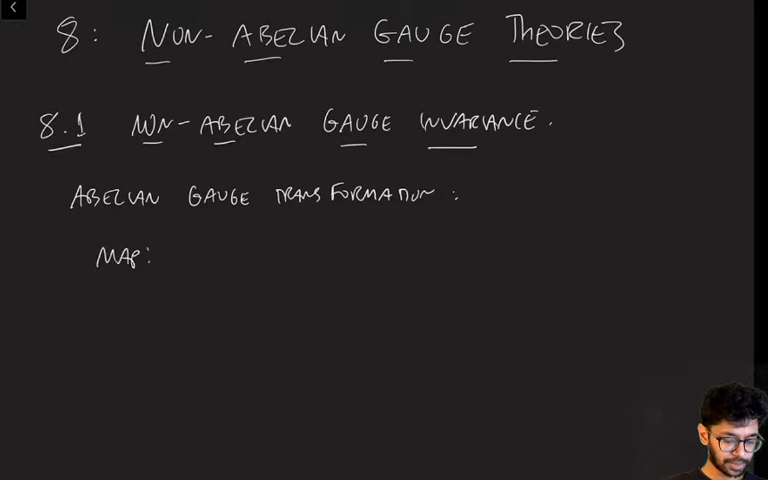 8: NON-ABELIAN GAUGE THEORIES
8.1 NON-ABELIAN GAUGE INVARIANCE.
ABELIAN GAUGE TRANSFORMATION:
MAP: